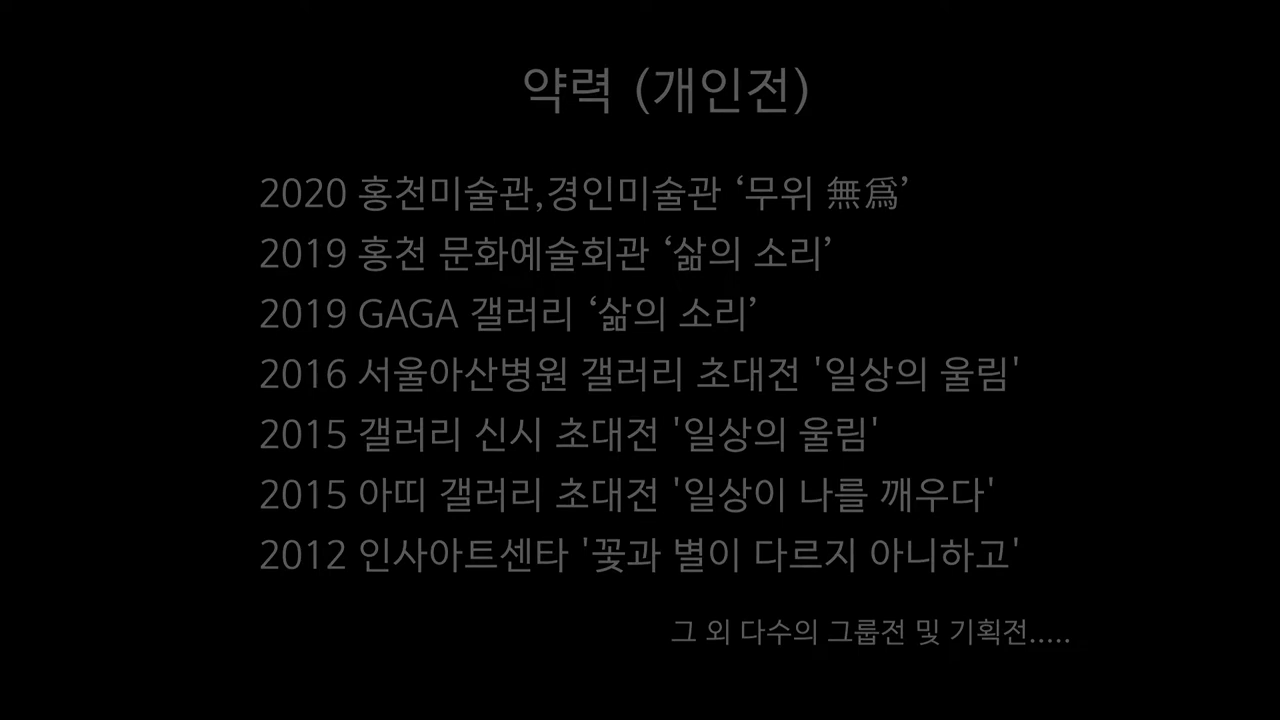 약력 (개인전)
2020 홍천미술관,경인미술관 ‘무위 無爲’
2019 홍천 문화예술회관 ‘삶의 소리’
2019 GAGA 갤러리 ‘삶의 소리’
2016 서울아산병원 갤러리 초대전 '일상의 울림'
2015 갤러리 신시 초대전 '일상의 울림'
2015 아띠 갤러리 초대전 '일상이 나를 깨우다'
2012 인사아트센타 '꽃과 별이 다르지 아니하고'
그 외 다수의 그룹전 및 기획전.....